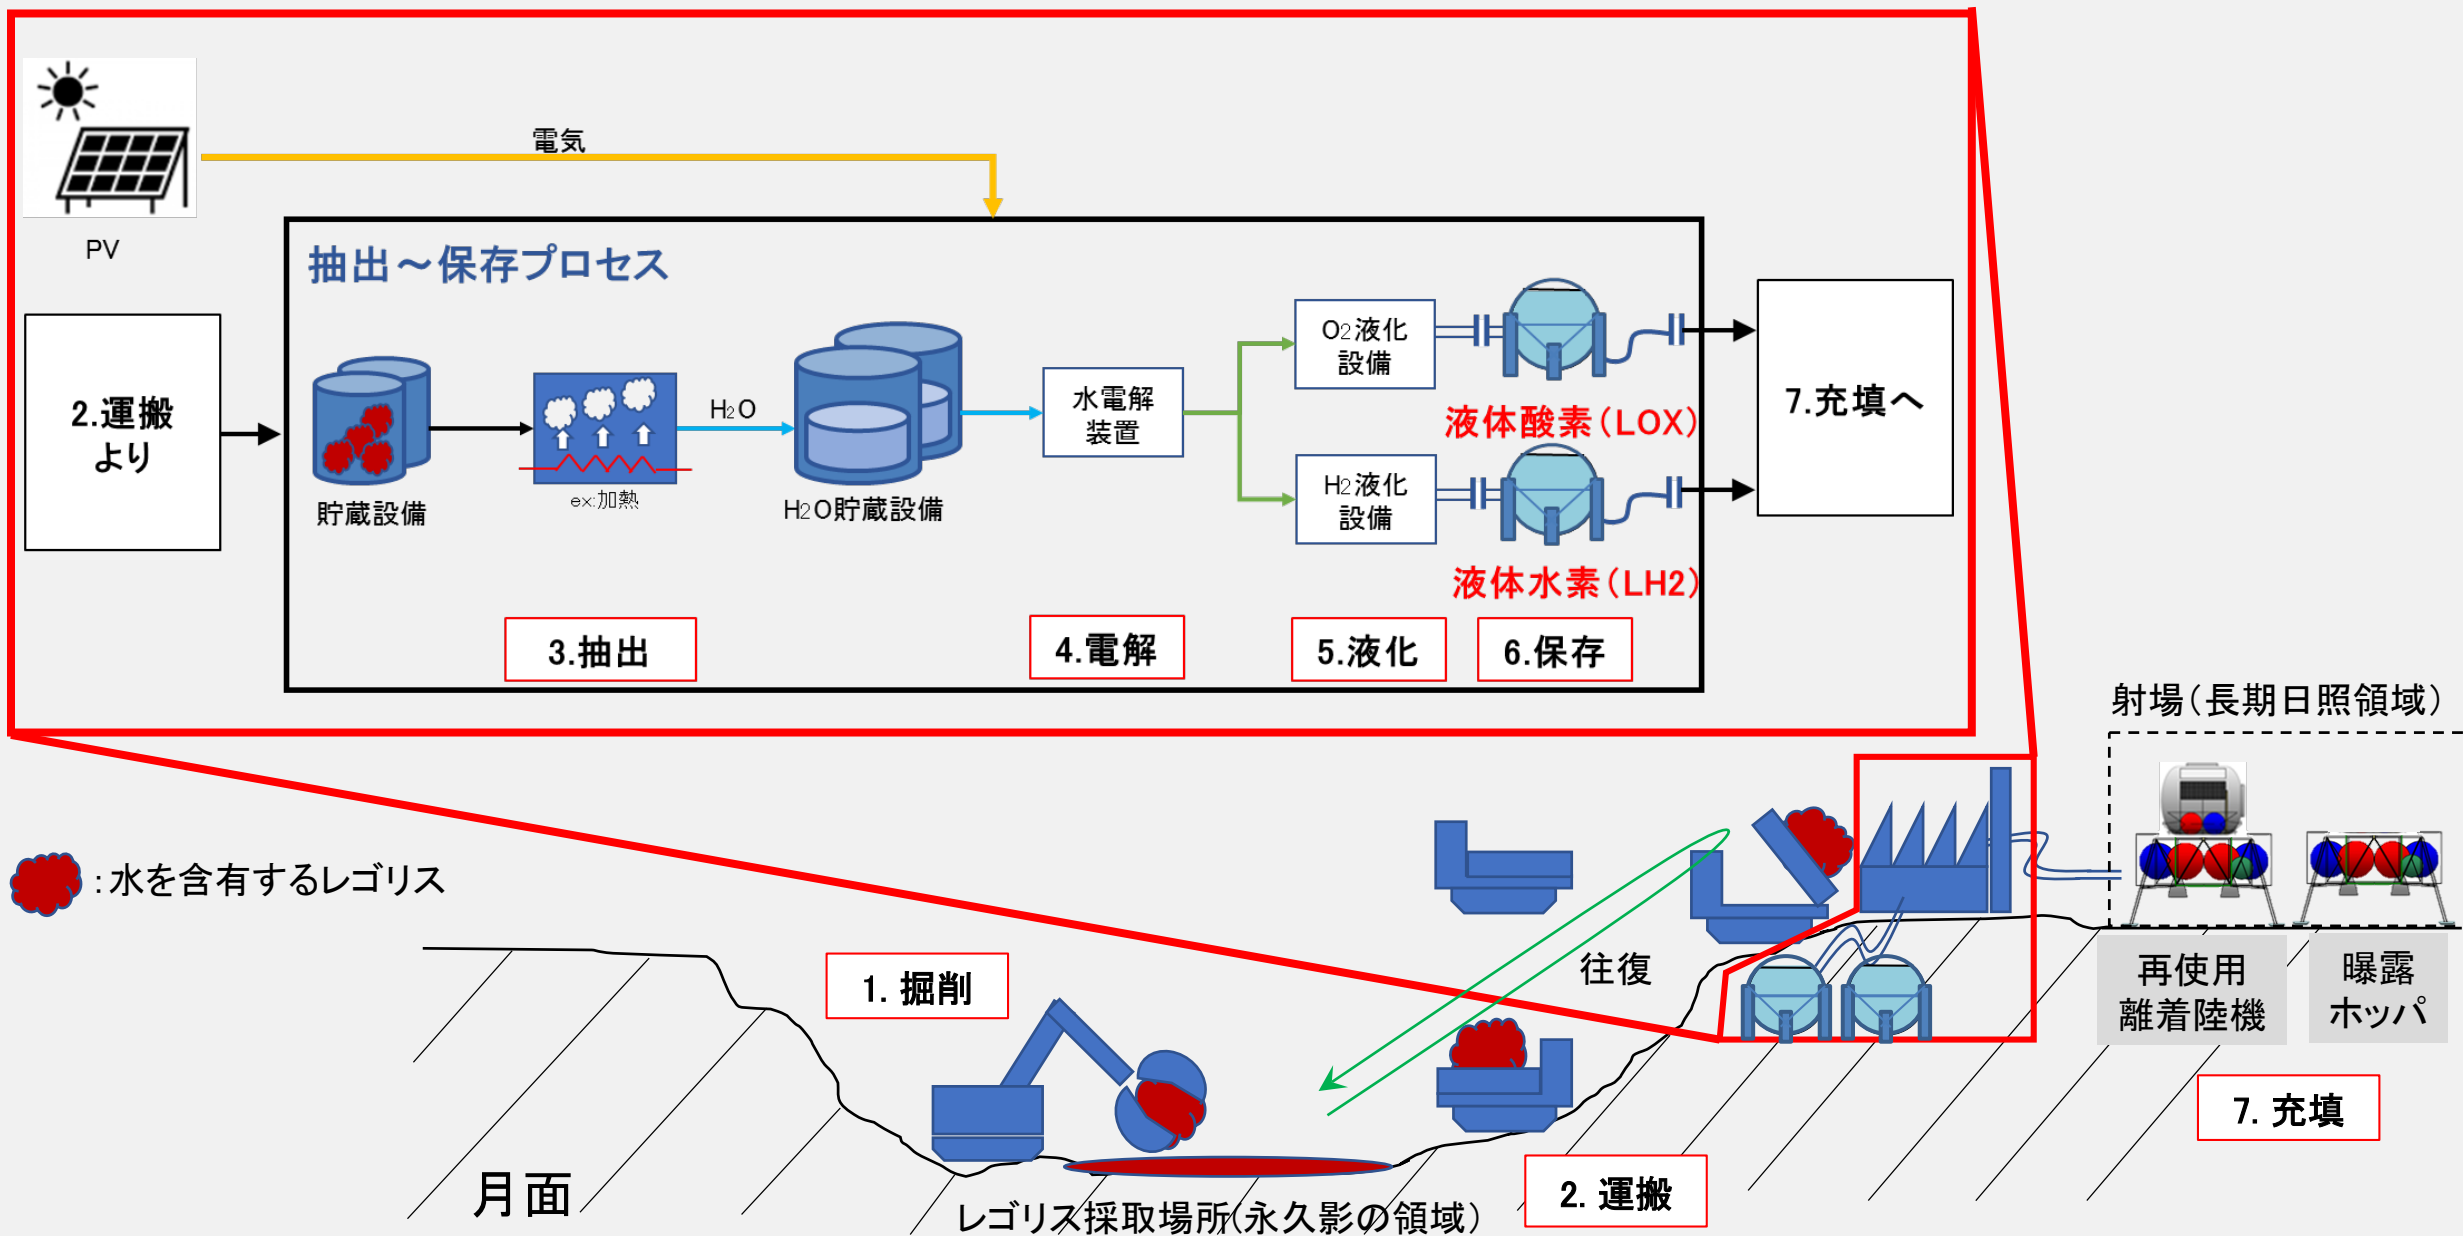 電気
PV
抽出～保存プロセス
2.運搬
より
貯蔵設備
ex:加熱
H2O
H2O貯蔵設備
水電解
装置
O2液化
設備
液体酸素（LOX）
H2液化
設備
液体水素（LH2）
7.充填へ
3.抽出
4.電解
5.液化
6.保存
射場（長期日照領域）
：水を含有するレゴリス
1. 掘削
往復
再使用
離着陸機
曝露
ホッパ
7. 充填
2. 運搬
月面
レゴリス採取場所(永久影の領域）